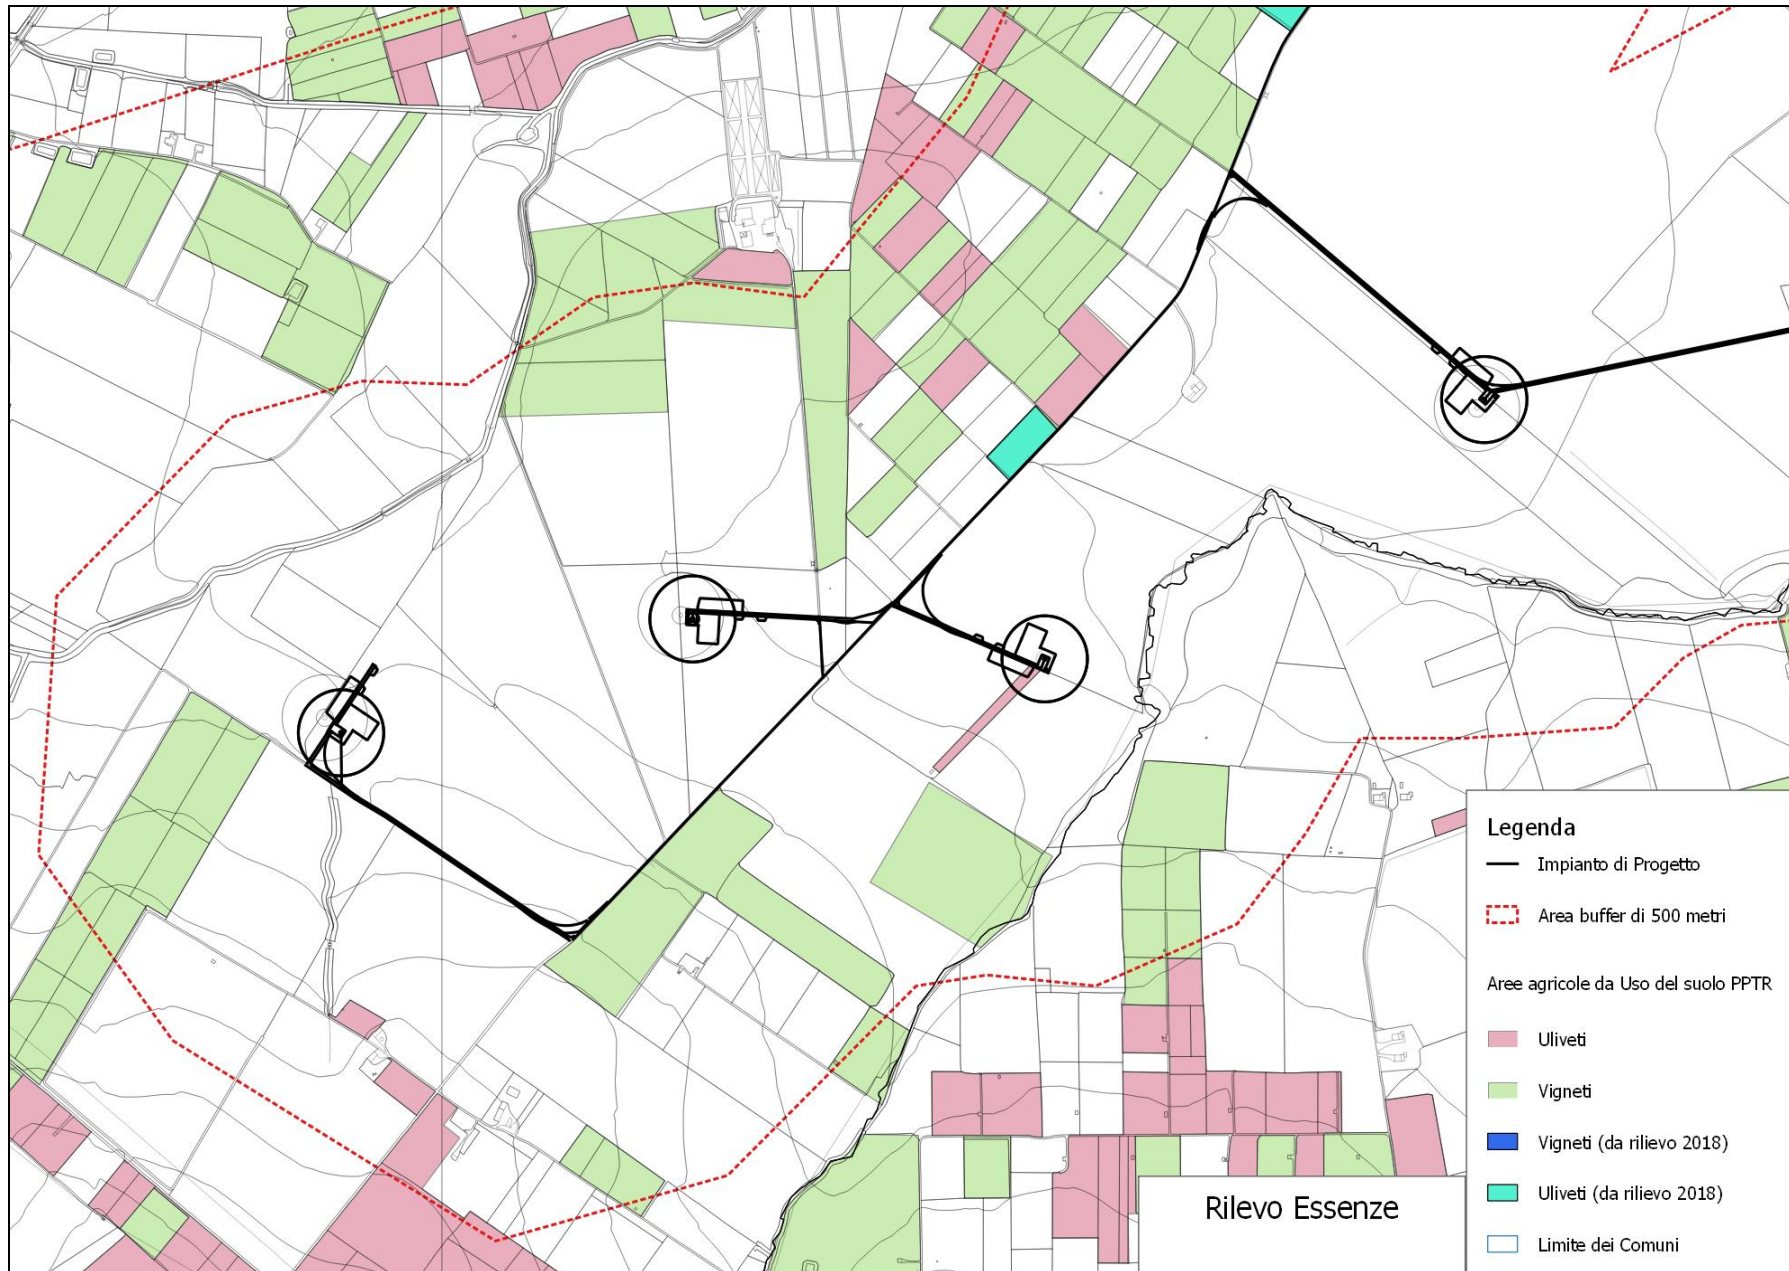 Legenda
Impianto di Progetto
Area buffer di 500 metri
Aree agricole da Uso del suolo PPTR
Uliveti
Vigneti
Vigneti (da rilievo 2018)
Uliveti (da rilievo 2018)
Limite dei Comuni
Rilevo Essenze